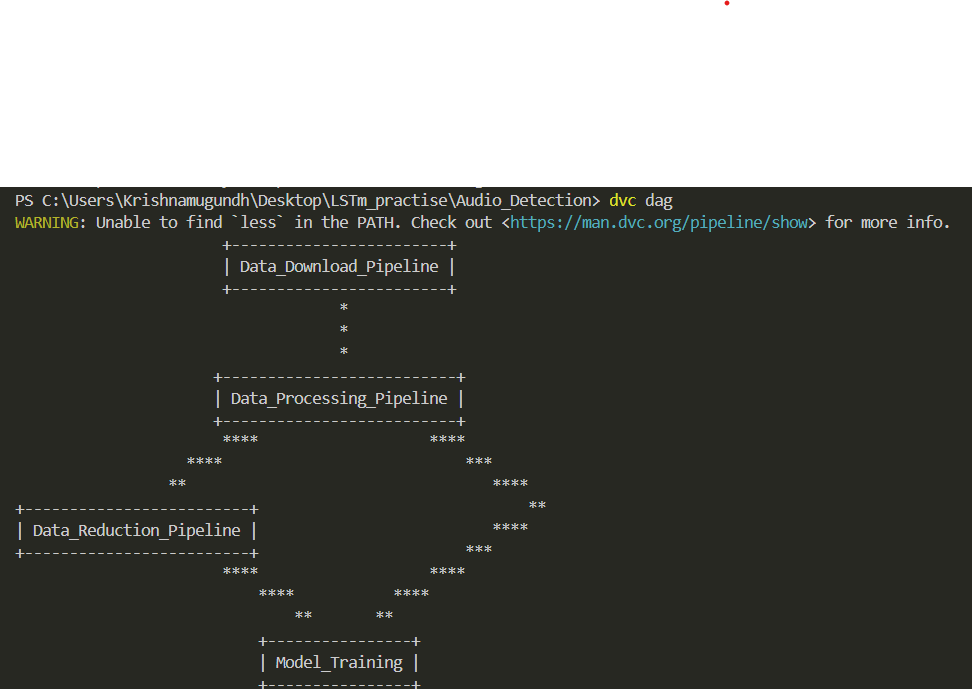 PS C:\Users\Krishnamugundh\Desktop\LSTm_practise\Audio_Detection> dvc dag
WARNING: Unable to find `less` in the PATH. Check out <https://man.dvc.org/pipeline/show> for more info.
+------------------------+
| Data_Download_Pipeline |
+------------------------+
*
*
*
+--------------------------+
| Data_Processing_Pipeline |
+--------------------------+
**** ****
**** ***
** ****
+-------------------------+ **
| Data_Reduction_Pipeline | ****
+-------------------------+ ***
**** ****
**** ****
** **
+----------------+
| Model_Training |
+----------------+